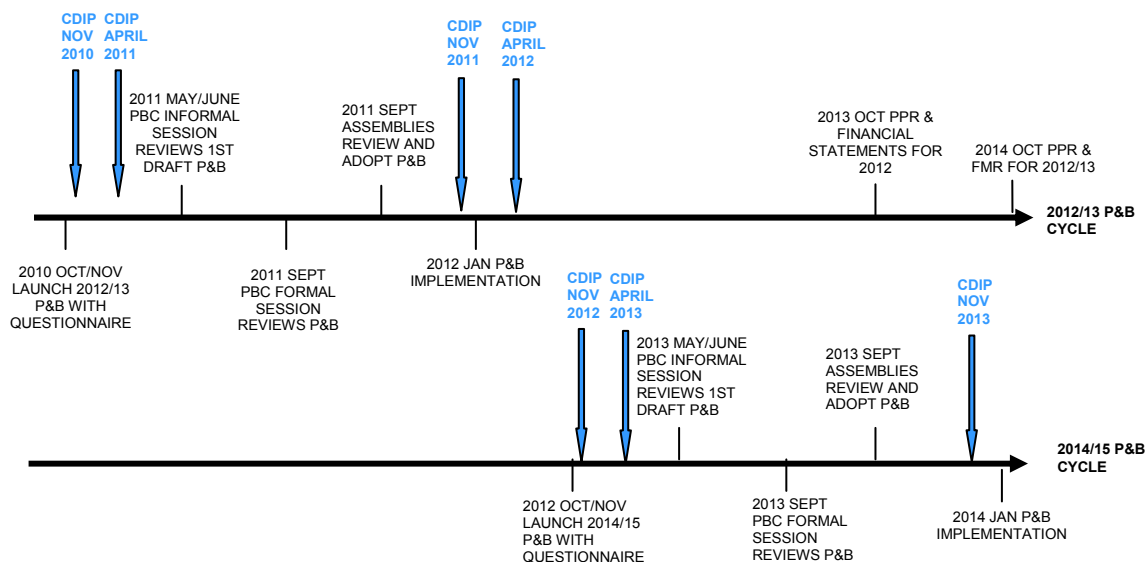 CDIP
NOV
2010
CDIP
APRIL
2011
2011 MAY/JUNE
PBC INFORMAL
SESSION
REVIEWS 1ST
DRAFT P&B
2011 SEPT
ASSEMBLIES
REVIEW AND
ADOPT P&B
CDIP
NOV
2011
CDIP
APRIL
2012
2013 OCT PPR &
FINANCIAL
STATEMENTS FOR
2012
2014 OCT PPR &
FMR FOR 2012/13
2012/13 P&B
CYCLE
2010 OCT/NOV
LAUNCH 2012/13
P&B WITH
QUESTIONNAIRE
2011 SEPT
PBC FORMAL
SESSION
REVIEWS P&B
2012 JAN P&B
IMPLEMENTATION
CDIP
NOV
2012
CDIP
APRIL
2013
2013 MAY/JUNE
PBC INFORMAL
SESSION
REVIEWS 1ST
DRAFT P&B
2013 SEPT
ASSEMBLIES
REVIEW AND
ADOPT P&B
CDIP
NOV
2013
2014/15 P&B
CYCLE
2012 OCT/NOV
LAUNCH 2014/15
P&B WITH
QUESTIONNAIRE
2013 SEPT
PBC FORMAL
SESSION
REVIEWS P&B
2014 JAN P&B
IMPLEMENTATION